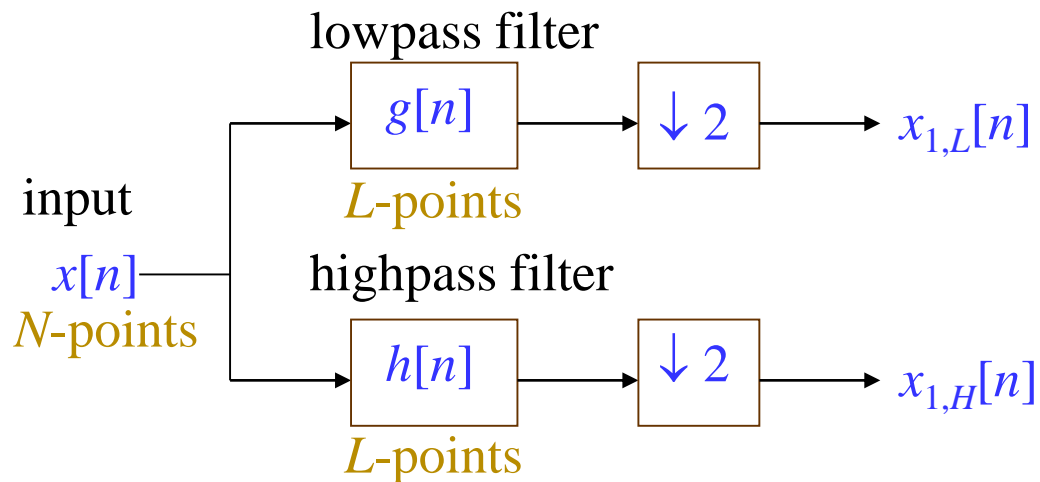 lowpass filter
g[n]
↓ 2
x1,L[n]
L-points
input
x[n]
N-points
highpass filter
h[n]
↓ 2
x1,H[n]
L-points